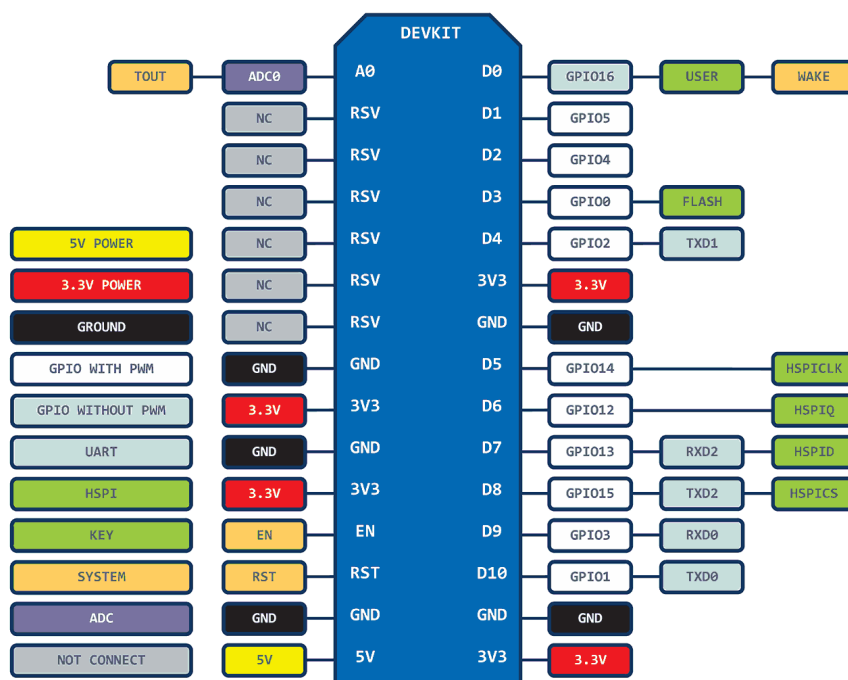 DEVKIT
TOUT ADC0 A0 D0 GPIO16 USER WAKE
NC RSV D1 GPIO5
NC RSV D2 GPIO4
NC RSV D3 GPIO0 FLASH
5V POWER NC RSV D4 GPIO2 TXD1
3.3V POWER NC RSV 3V3 3.3V
GROUND NC RSV GND GND
GPIO WITH PWM GND GND D5 GPIO14 HSPICLK
GPIO WITHOUT PWM 3.3V 3V3 D6 GPIO12 HSPIQ
UART GND GND D7 GPIO13 RXD2 HSPID
HSPI 3.3V 3V3 D8 GPIO15 TXD2 HSPICS
KEY EN EN D9 GPIO3 RXD0
SYSTEM RST RST D10 GPIO1 TXD0
ADC GND GND GND GND
NOT CONNECT 5V 5V 3V3 3.3V